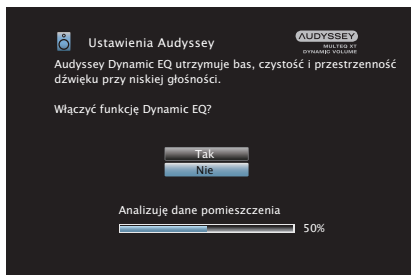 Ustawienia Audyssey
AUDYSSEY
MULTEQ XT
DYNAMIC VOLUME
Audyssey Dynamic EQ utrzymuje bas, czystość i przestrzenność
dźwięku przy niskiej głośności.
Włączyć funkcję Dynamic EQ?
Tak
Nie
Analizuję dane pomieszczenia
50%